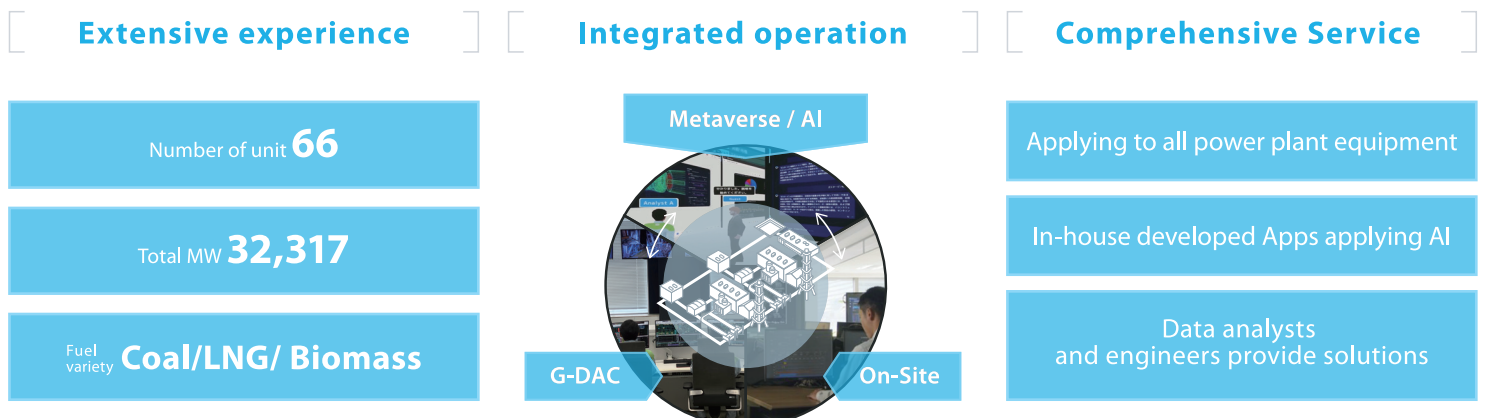 Extensive experience
Number of unit 66
Total MW 32,317
Fuel variety Coal/LNG/ Biomass
Integrated operation
Metaverse / AI
Analyst A
G-DAC
On-Site
Comprehensive Service
Applying to all power plant equipment
In-house developed Apps applying AI
Data analysts
and engineers provide solutions